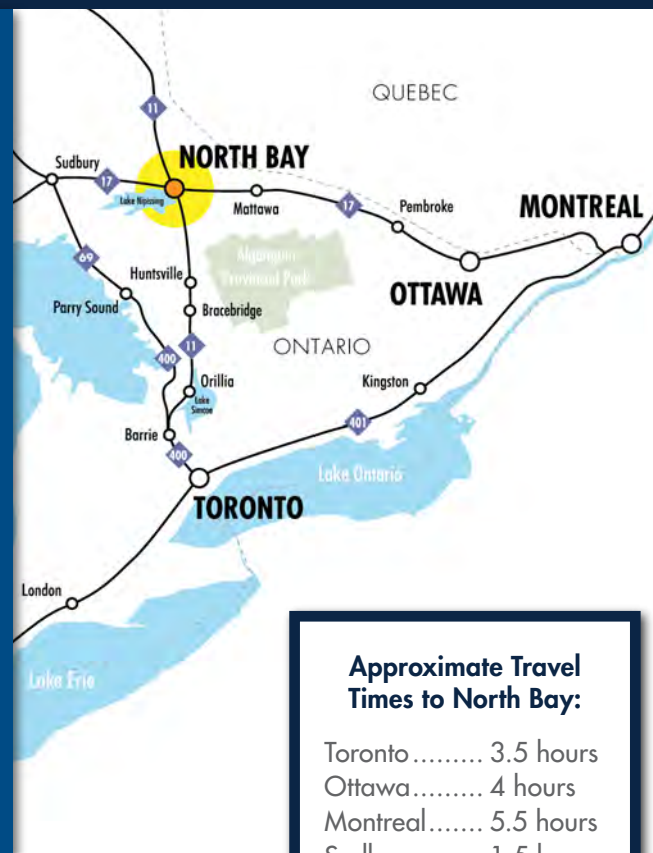 QUEBEC
11
Sudbury
NORTH BAY
17
Lake Nipissing
Mattawa
17
Pembroke
MONTREAL
69
Algonquin
Provincial Park
Huntsville
OTTAWA
Parry Sound
Bracebridge
11
ONTARIO
400
Orillia
Kingston
Lake
Simcoe
401
Barrie
400
Lake Ontario
TORONTO
London
Lake Erie
Approximate Travel
Times to North Bay:
Toronto ......... 3.5 hours
Ottawa ......... 4 hours
Montreal ....... 5.5 hours